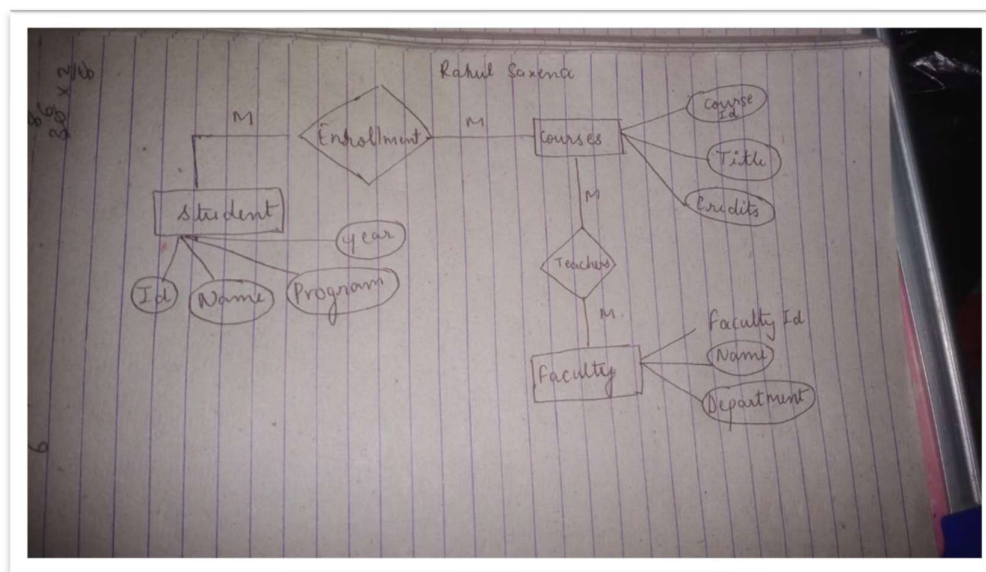 Rahul Saxena
M
Enrollment
M
Courses
Course
Id
Title
Credits
Student
Id
Name
Program
year
M
Teaches
M
Faculty
Faculty Id
Name
Department
6